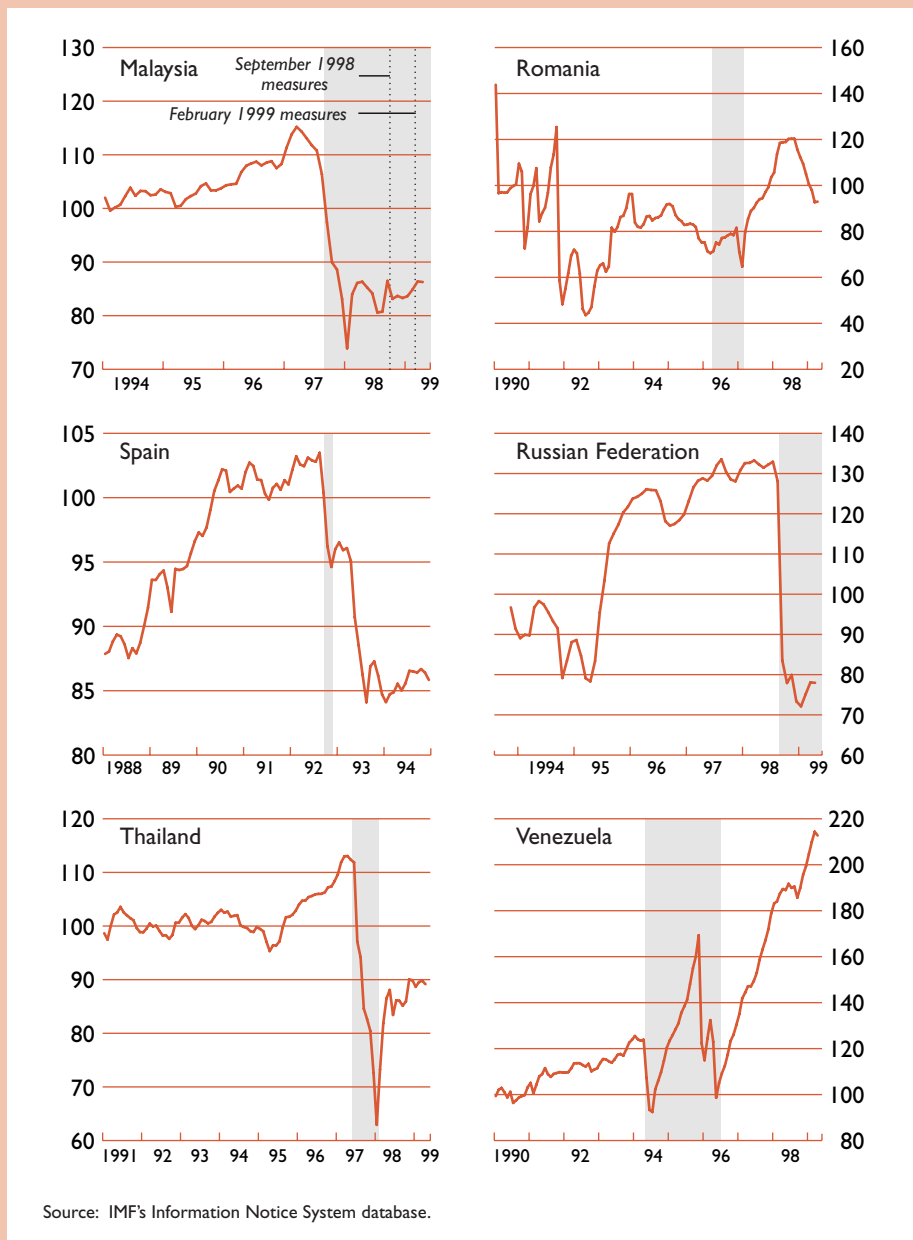 Malaysia
September 1998
measures
February 1999 measures
130
120
110
100
90
80
70
1994 95 96 97 98 99
Romania
160
140
120
100
80
60
40
20
1990 92 94 96 98
Spain
105
100
95
90
85
80
1988 89 90 91 92 93 94
Russian Federation
140
130
120
110
100
90
80
70
60
1994 95 96 97 98 99
Thailand
120
110
100
90
80
70
60
1991 92 93 94 95 96 97 98 99
Venezuela
220
200
180
160
140
120
100
80
1990 92 94 96 98
Source: IMF's Information Notice System database.